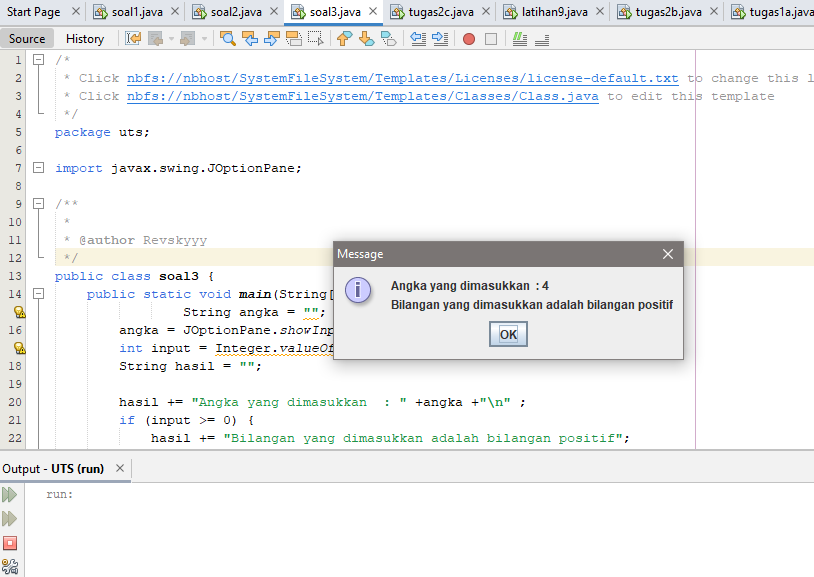 Start Page soal1.java soal2.java soal3.java tugas2c.java latihan9.java tugas2b.java tugas1a.java
Source History
1 /*
2 * Click nbfs://nbhost/SystemFileSystem/Templates/Licenses/license-default.txt to change this l
3 * Click nbfs://nbhost/SystemFileSystem/Templates/Classes/Class.java to edit this template
4 */
5 package uts;
6
7 import javax.swing.JOptionPane;
8
9 /**
10 *
11 * @author Revskyyy
12 */
13 public class soal3 {
14 public static void main(String[
String angka = "";
16 angka = JOptionPane.showInp
int input = Integer.valueOf
18 String hasil = "";
19
20 hasil += "Angka yang dimasukkan  : " +angka +"\n" ;
21 if (input >= 0) {
22 hasil += "Bilangan yang dimasukkan adalah bilangan positif";
Message
Angka yang dimasukkan  : 4
Bilangan yang dimasukkan adalah bilangan positif
OK
Output - UTS (run)
run: